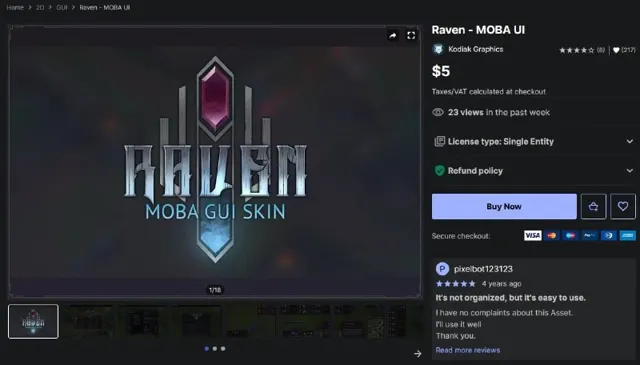 Home > 2D > GUI > Raven - MOBA UI
RAVEN
MOBA GUI SKIN
1/18
Raven - MOBA UI
Kodiak Graphics
(8) | (217)
$5
Taxes/VAT calculated at checkout
23 views in the past week
License type: Single Entity
Refund policy
Buy Now
Secure checkout:
VISA
P pixelbot123123
4 years ago
It's not organized, but it's easy to use.
I have no complaints about this Asset.
I'll use it well
Thank you.
Read more reviews